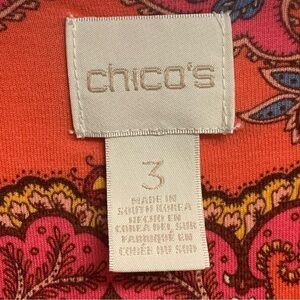 chico's
3
MADE IN
SOUTH KOREA
HECHO EN
COREA DEL SUR
FABRIQUÉ EN
CORÉE DU SUD